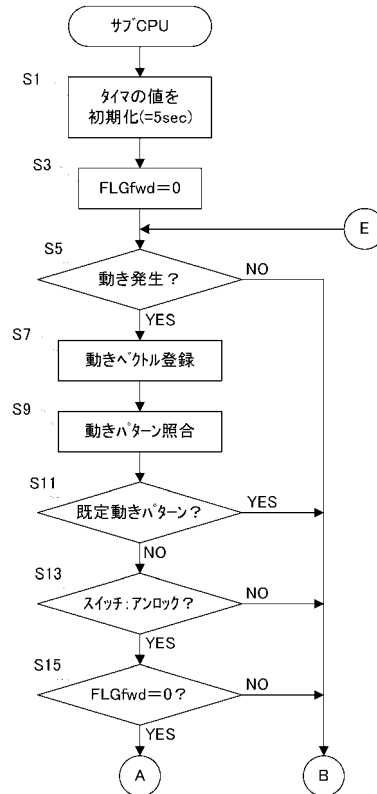 サブCPU
S1
タイマの値を
初期化(=5sec)
S3
FLGfwd＝0
E
S5
動き発生？
NO
YES
S7
動きベクトル登録
S9
動きパターン照合
S11
既定動きパターン？
YES
NO
S13
スイッチ：アンロック？
NO
YES
S15
FLGfwd＝0？
NO
YES
A
B